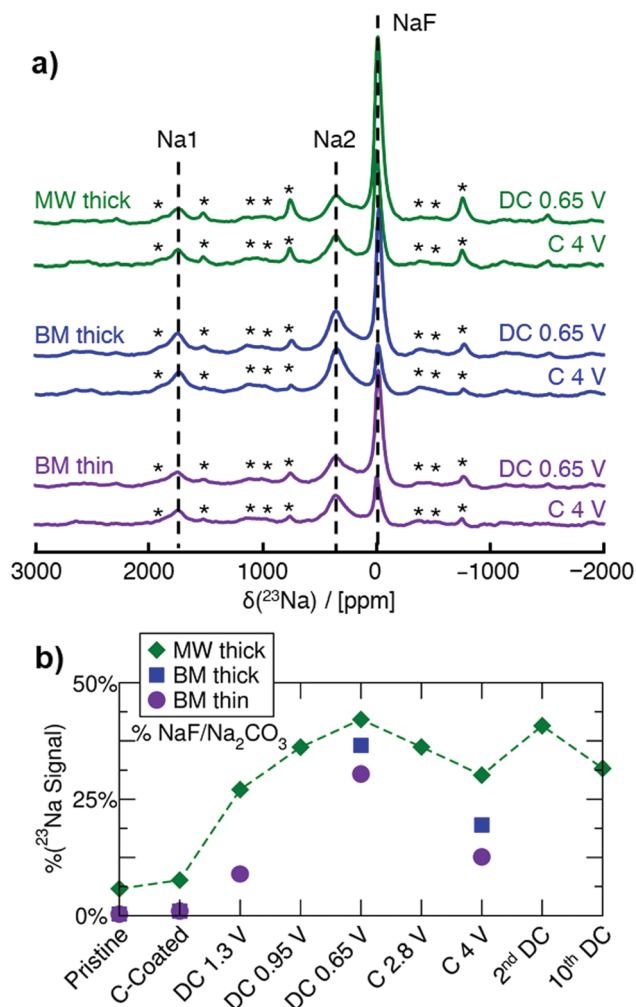 a)
NaF
Na1
Na2
MW thick
* * * * * * * *
DC 0.65 V
* * * * * * * *
C 4 V
BM thick
* * * * * * * *
DC 0.65 V
* * * * * * * *
C 4 V
BM thin
* * * * * * * *
DC 0.65 V
* * * * * * * *
C 4 V
3000 2000 1000 0 −1000 −2000
δ(²³Na) / [ppm]
b)
MW thick
BM thick
BM thin
% NaF/Na₂CO₃
%(²³Na Signal)
50%
25%
0%
Pristine
C-Coated
DC 1.3 V
DC 0.95 V
DC 0.65 V
C 2.8 V
C 4 V
2ⁿᵈ DC
10ᵗʰ DC